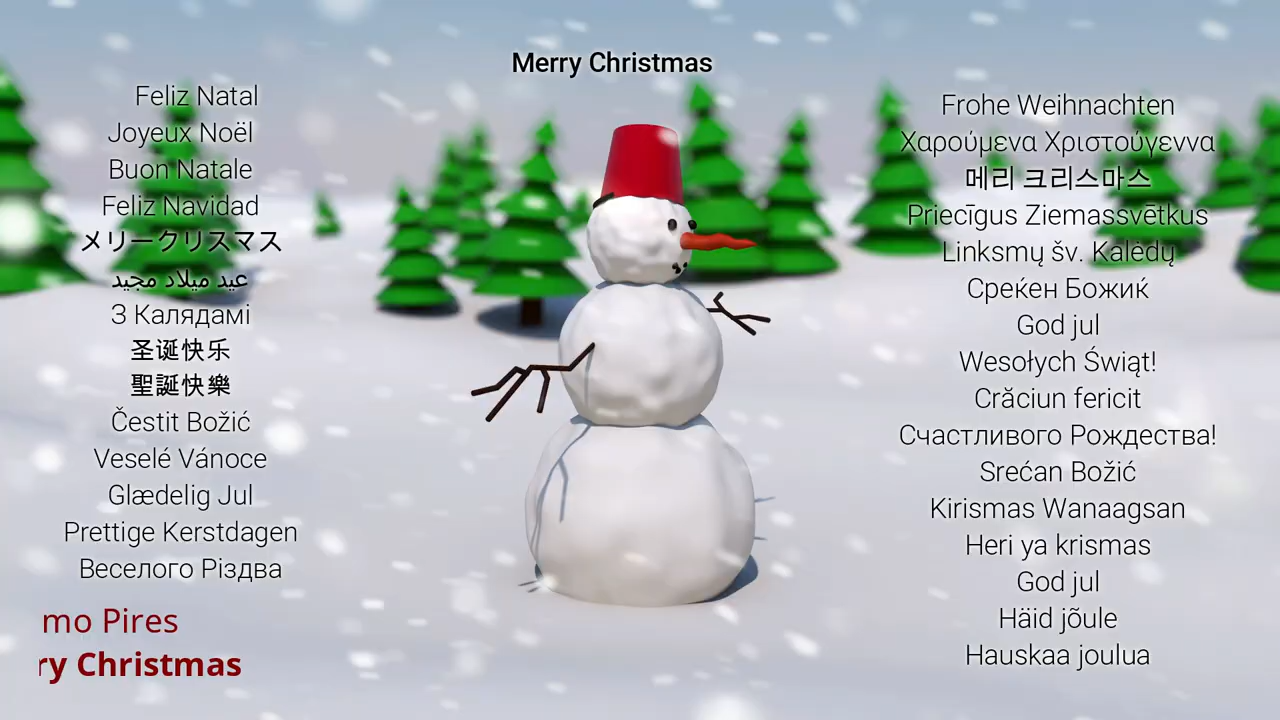 Merry Christmas
Feliz Natal
Joyeux Noël
Buon Natale
Feliz Navidad
メリークリスマス
عيد ميلاد مجيد
З Калядамі
圣诞快乐
聖誕快樂
Čestit Božić
Veselé Vánoce
Glædelig Jul
Prettige Kerstdagen
Веселого Різдва
mo Pires
ry Christmas
Frohe Weihnachten
Χαρούμενα Χριστούγεννα
메리 크리스마스
Priecīgus Ziemassvētkus
Linksmų šv. Kalėdų
Среќен Божиќ
God jul
Wesołych Świąt!
Crăciun fericit
Счастливого Рождества!
Srećan Božić
Kirismas Wanaagsan
Heri ya krismas
God jul
Häid jõule
Hauskaa joulua